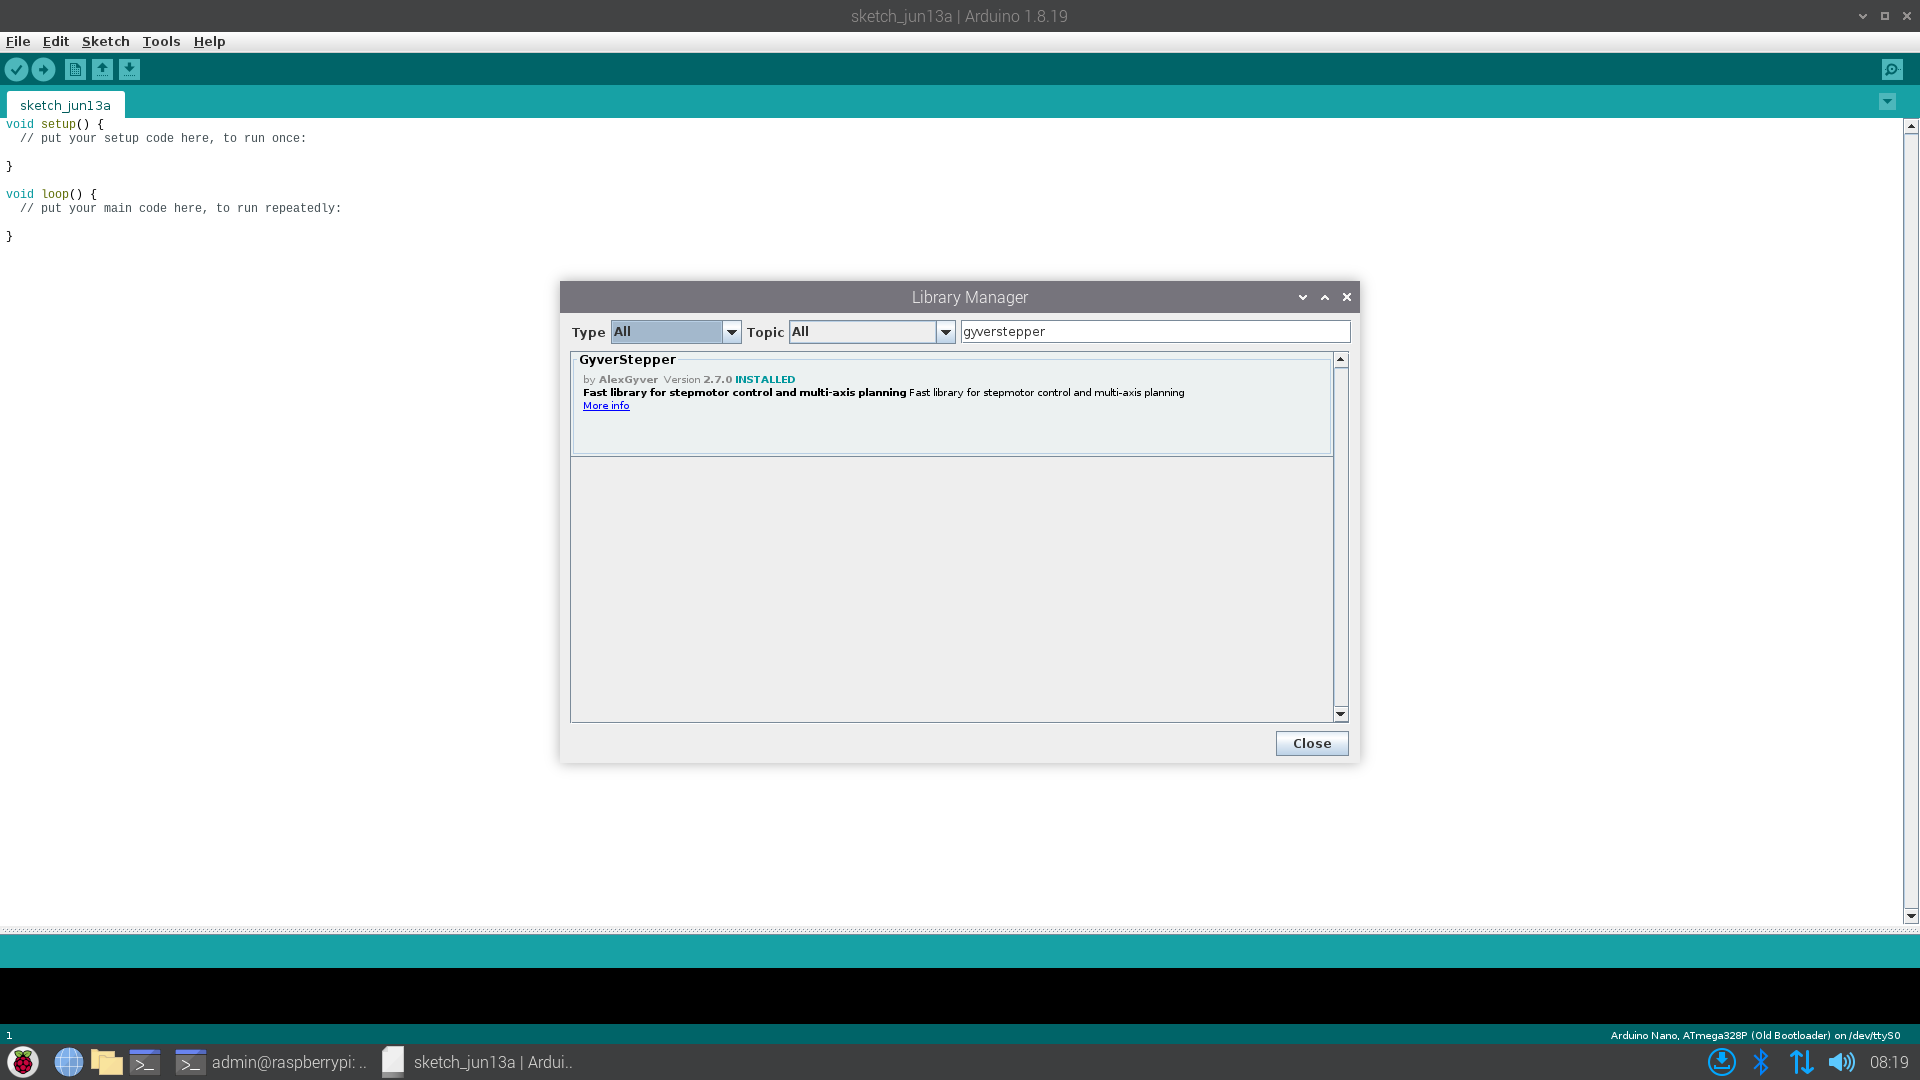 sketch_jun13a | Arduino 1.8.19
File Edit Sketch Tools Help
sketch_jun13a
void setup() {
// put your setup code here, to run once:
}
void loop() {
// put your main code here, to run repeatedly:
}
Library Manager
Type All Topic All gyverstepper
GyverStepper
by AlexGyver Version 2.7.0 INSTALLED
Fast library for stepmotor control and multi-axis planning Fast library for stepmotor control and multi-axis planning
More info
Close
1 Arduino Nano, ATmega328P (Old Bootloader) on /dev/ttyS0
admin@raspberrypi: .. sketch_jun13a | Ardui.. 08:19